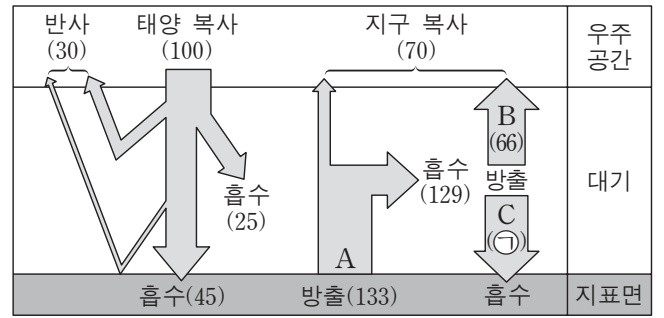 반사
(30)
태양 복사
(100)
지구 복사
(70)
우주
공간
흡수
(25)
흡수
(129)
B
(66)
방출
C
(㉠)
대기
A
흡수(45)
방출(133)
흡수
지표면